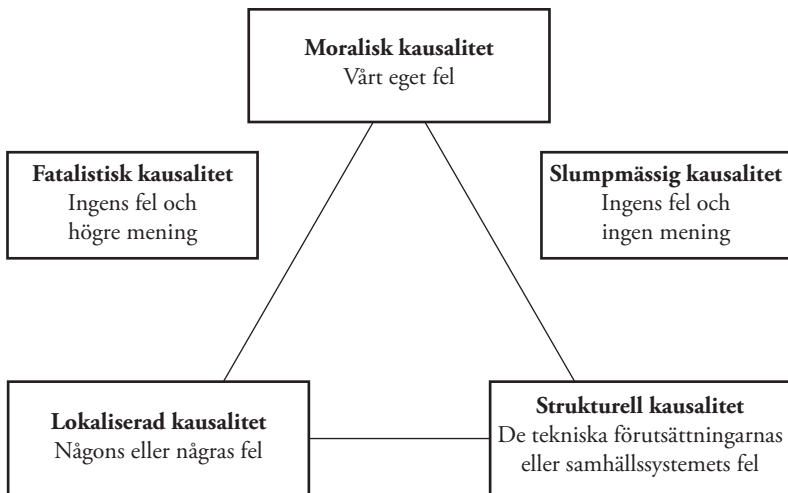 Moralisk kausalitet
Vårt eget fel
Fatalistisk kausalitet
Ingens fel och
högre mening
Slumpmässig kausalitet
Ingens fel och
ingen mening
Lokaliserad kausalitet
Någons eller några​s fel
Strukturell kausalitet
De tekniska förutsättningarnas
eller samhällssystemets fel